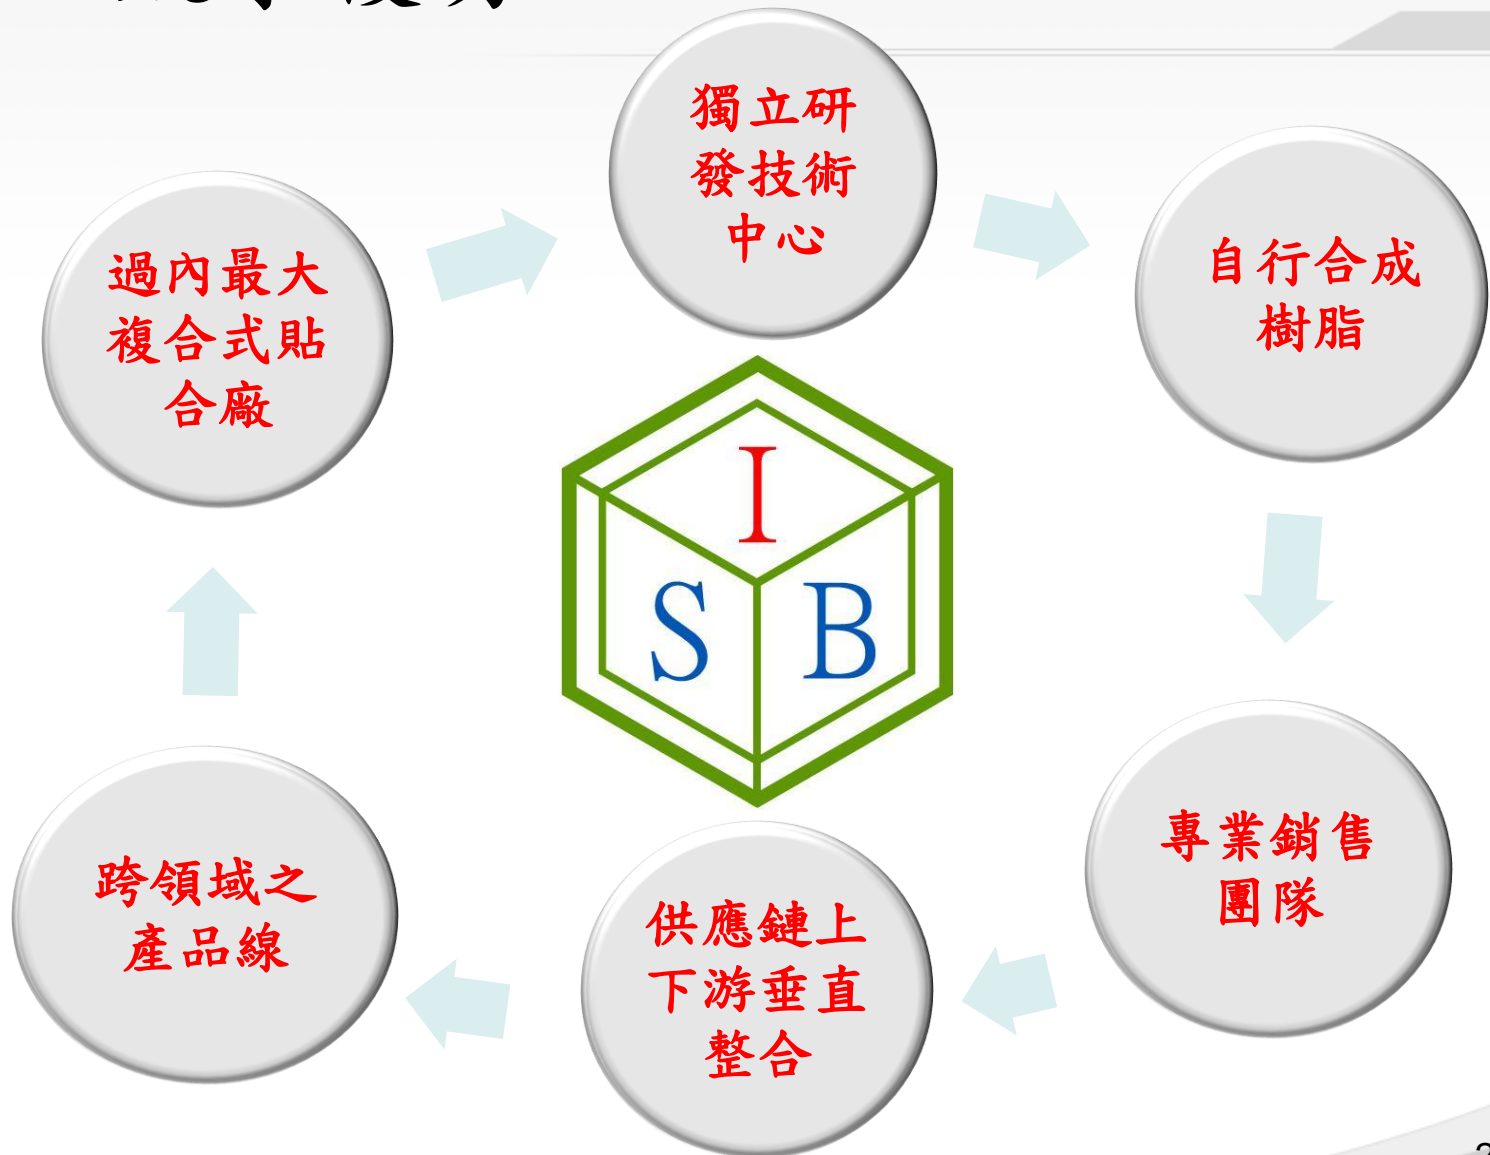 獨立研
發技術
中心
自行合成
樹脂
專業銷售
團隊
供應鏈上
下游垂直
整合
跨領域之
產品線
過內最大
複合式貼
合廠
I
S B